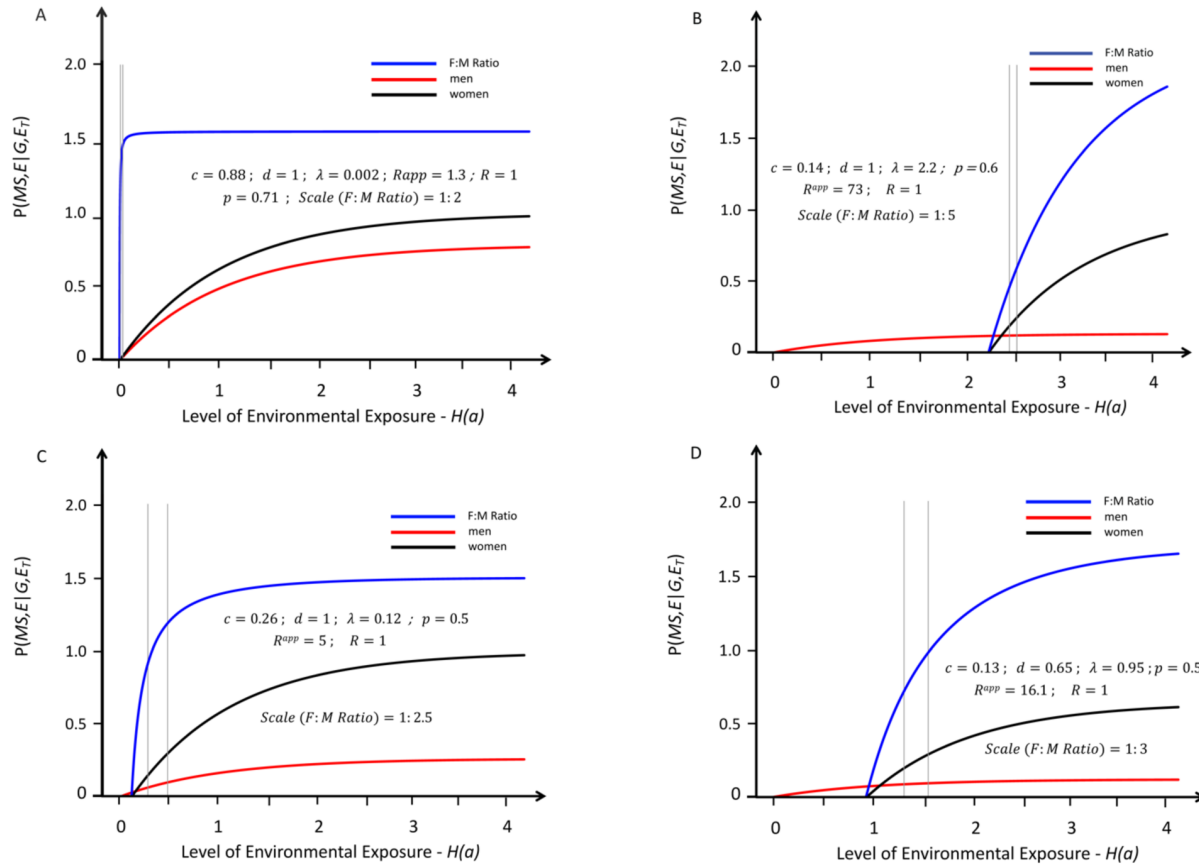 A
P(MS,E|G,E_T)
2.0
1.5
1.0
0.5
0
F:M Ratio
men
women
c = 0.88 ; d = 1 ; λ = 0.002 ; Rapp = 1.3 ; R = 1
p = 0.71 ; Scale (F: M Ratio) = 1: 2
0 1 2 3 4
Level of Environmental Exposure - H(a)
B
P(MS,E|G,E_T)
2.0
1.5
1.0
0.5
0
F:M Ratio
men
women
c = 0.14 ; d = 1 ; λ = 2.2 ; p = 0.6
R^app = 73 ; R = 1
Scale (F: M Ratio) = 1: 5
0 1 2 3 4
Level of Environmental Exposure - H(a)
C
P(MS,E|G,E_T)
2.0
1.5
1.0
0.5
0
F:M Ratio
men
women
c = 0.26 ; d = 1 ; λ = 0.12 ; p = 0.5
R^app = 5 ; R = 1
Scale (F: M Ratio) = 1: 2.5
0 1 2 3 4
Level of Environmental Exposure - H(a)
D
P(MS,E|G,E_T)
2.0
1.5
1.0
0.5
0
F:M Ratio
men
women
c = 0.13 ; d = 0.65 ; λ = 0.95 ; p = 0.5
R^app = 16.1 ; R = 1
Scale (F: M Ratio) = 1: 3
0 1 2 3 4
Level of Environmental Exposure - H(a)